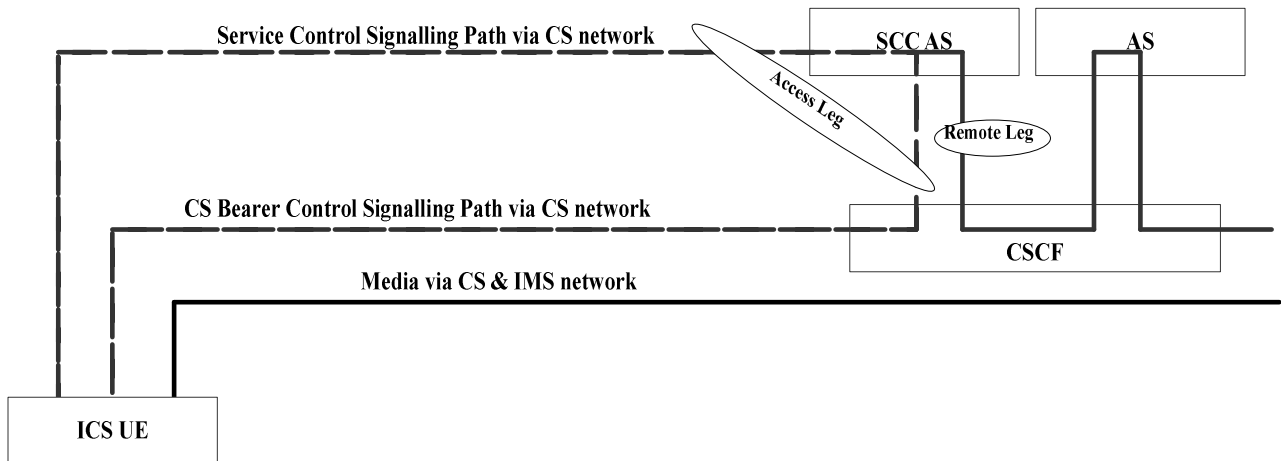 Service Control Signalling Path via CS network
SCC AS
AS
Access Leg
Remote Leg
CS Bearer Control Signalling Path via CS network
CSCF
Media via CS & IMS network
ICS UE